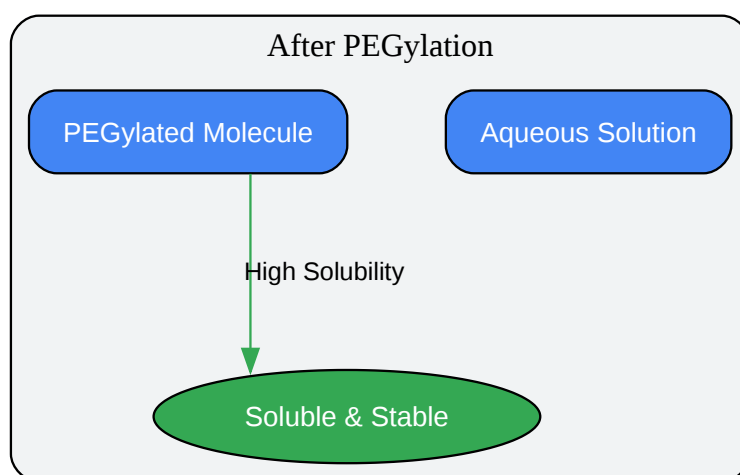 After PEGylation
PEGylated Molecule
Aqueous Solution
High Solubility
Soluble & Stable